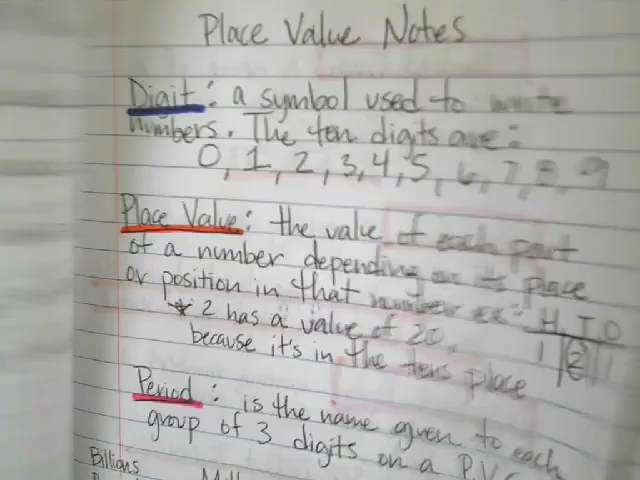 Place Value Notes
Digit: a symbol used to write
numbers. The ten digits are:
0, 1, 2, 3, 4, 5, 6, 7, 8, 9
Place Value: the value of each part
of a number depending on its place
or position in that number ex: H T O
* 2 has a value of 20 1 2 1
because it's in the tens place
Period: is the name given to each
group of 3 digits on a P.V.
Billions